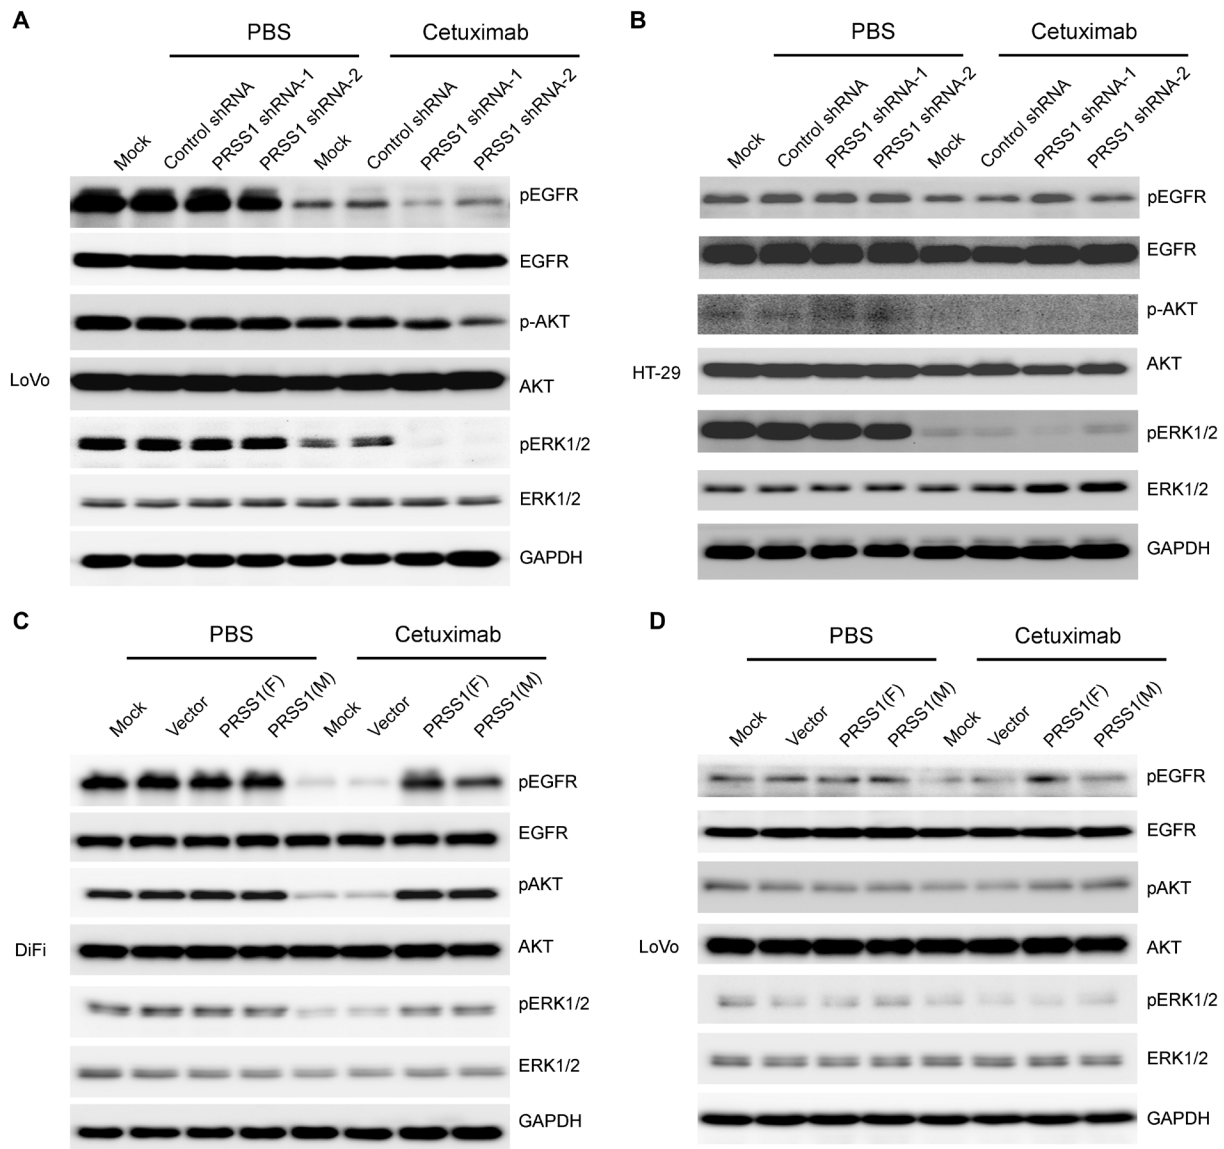 A
PBS Cetuximab
Mock Control shRNA PRSS1 shRNA-1 PRSS1 shRNA-2 Mock Control shRNA PRSS1 shRNA-1 PRSS1 shRNA-2
pEGFR
EGFR
p-AKT
LoVo
AKT
pERK1/2
ERK1/2
GAPDH
B
PBS Cetuximab
Mock Control shRNA PRSS1 shRNA-1 PRSS1 shRNA-2 Mock Control shRNA PRSS1 shRNA-1 PRSS1 shRNA-2
pEGFR
EGFR
p-AKT
HT-29
AKT
pERK1/2
ERK1/2
GAPDH
C
PBS Cetuximab
Mock Vector PRSS1(F) PRSS1(M) Mock Vector PRSS1(F) PRSS1(M)
pEGFR
EGFR
pAKT
DiFi
AKT
pERK1/2
ERK1/2
GAPDH
D
PBS Cetuximab
Mock Vector PRSS1(F) PRSS1(M) Mock Vector PRSS1(F) PRSS1(M)
pEGFR
EGFR
pAKT
LoVo
AKT
pERK1/2
ERK1/2
GAPDH